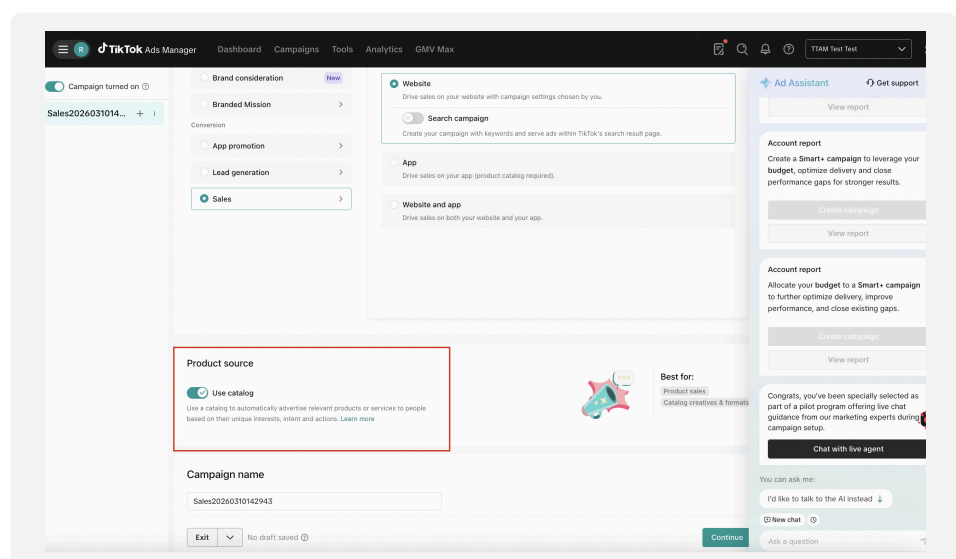 R TikTok Ads Manager Dashboard Campaigns Tools Analytics GMV Max TTAM Test Test
Campaign turned on
Sales2026031014...
Brand consideration New
Branded Mission
Conversion
App promotion
Lead generation
Sales
Website
Drive sales on your website with campaign settings chosen by you.
Search campaign
Create your campaign with keywords and serve ads within TikTok's search result page.
App
Drive sales on your app (product catalog required).
Website and app
Drive sales on both your website and your app.
Product source
Use catalog
Use a catalog to automatically advertise relevant products or services to people
based on their unique interests, intent and actions. Learn more
Best for:
Product sales
Catalog creatives & formats
Campaign name
Sales20260310142943
Exit No draft saved Continue
Ad Assistant Get support
View report
Account report
Create a Smart+ campaign to leverage your
budget, optimize delivery and close
performance gaps for stronger results.
Create campaign
View report
Account report
Allocate your budget to a Smart+ campaign
to further optimize delivery, improve
performance, and close existing gaps.
Create campaign
View report
Congrats, you've been specially selected as
part of a pilot program offering live chat
guidance from our marketing experts during
campaign setup.
Chat with live agent
You can ask me:
I'd like to talk to the AI instead
New chat
Ask a question